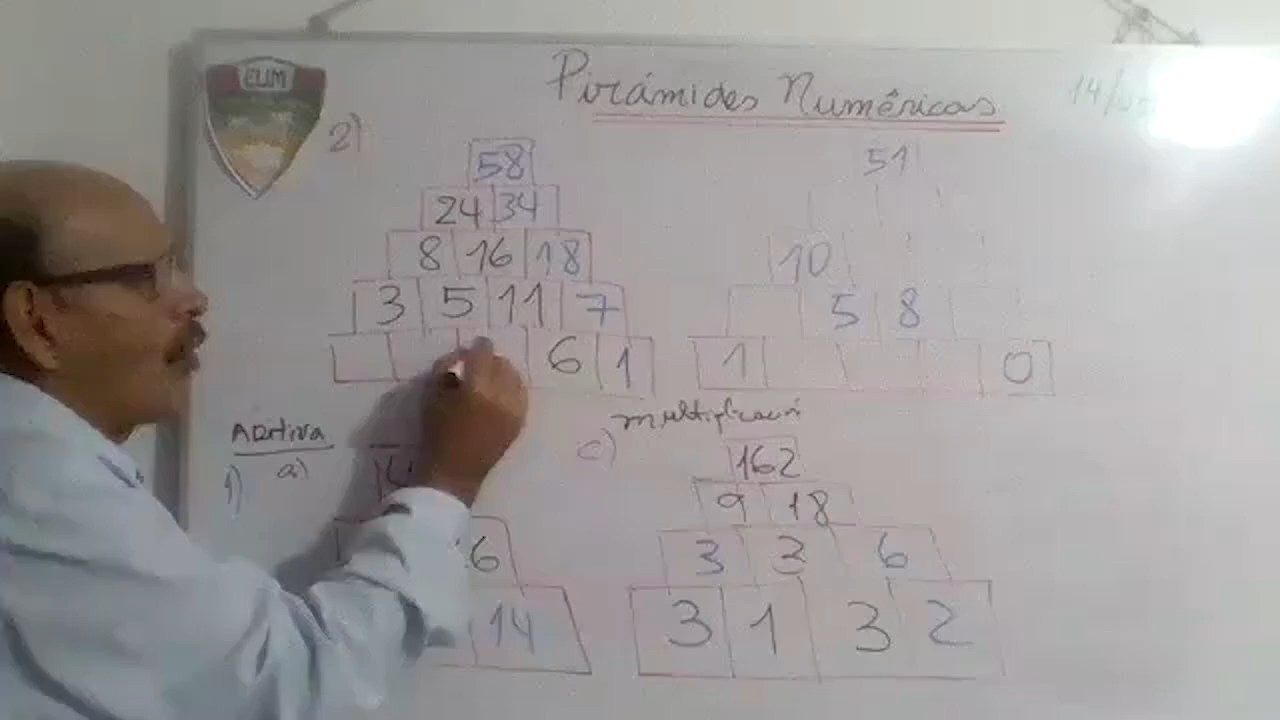 ELIM
Pirámides Numéricas
14/
2)
58
24 34
8 16 18
3 5 11 7
6 1
51
10
5 8
1 0
Aditiva
1) a)
6
14
c) multiplicación
162
9 18
3 3 6
3 1 3 2